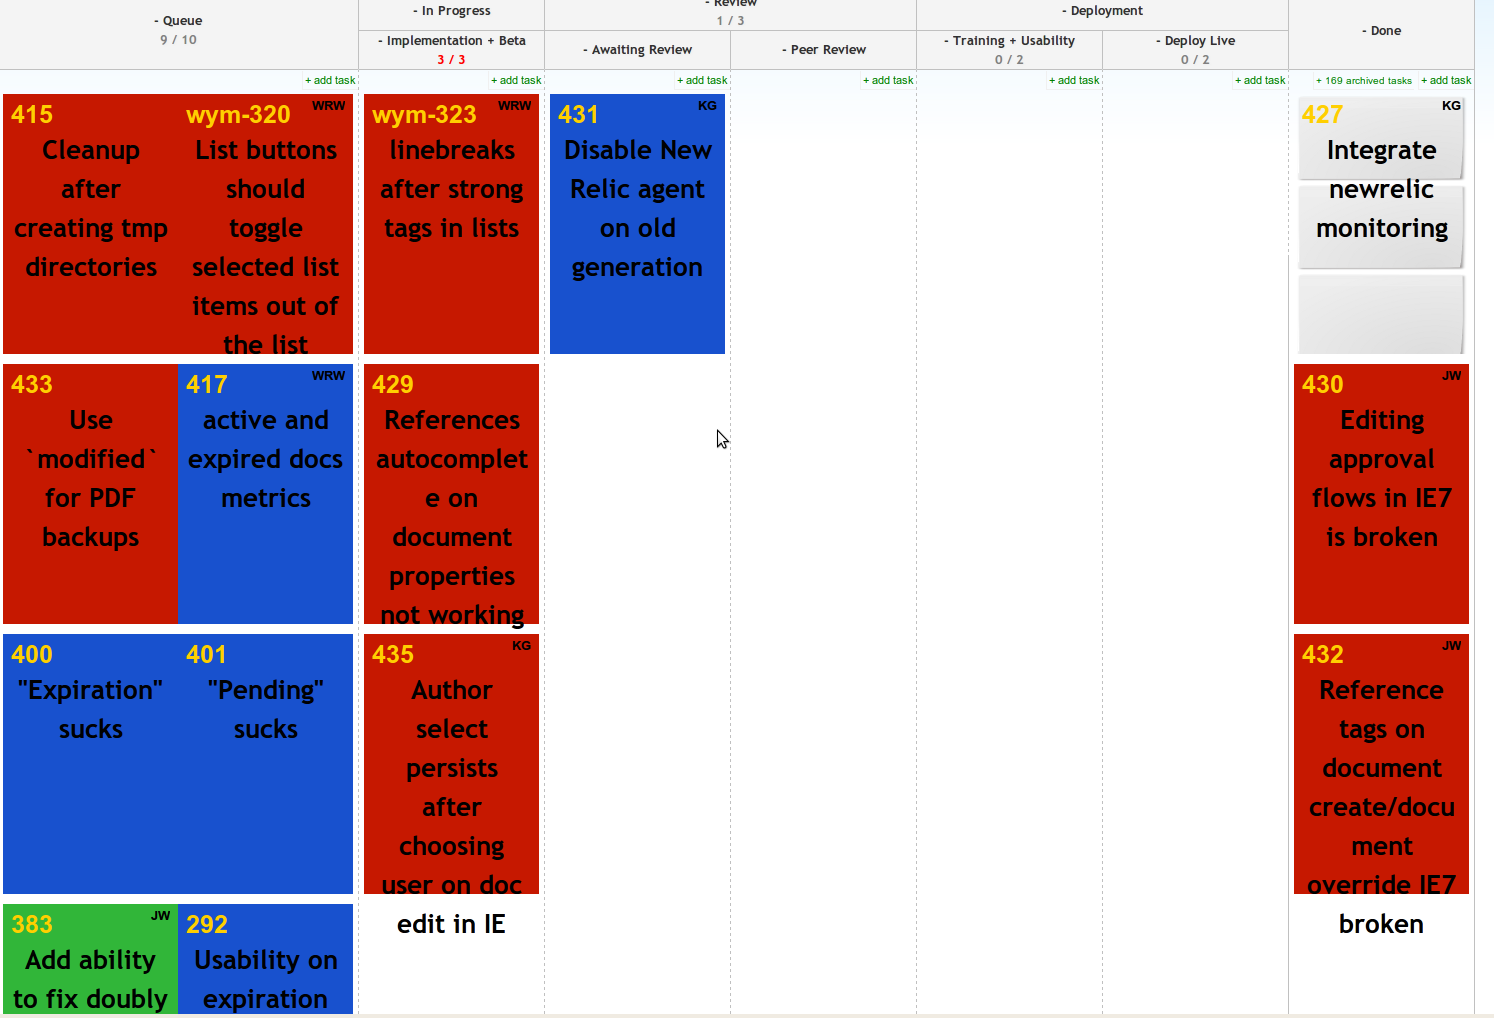 - Queue
9 / 10
- In Progress
- Implementation + Beta
3 / 3
- Review
1 / 3
- Awaiting Review
- Peer Review
- Deployment
- Training + Usability
0 / 2
- Deploy Live
0 / 2
- Done
+ add task
+ add task
+ add task
+ add task
+ add task
+ add task
+ 169 archived tasks
+ add task
415
Cleanup
after
creating tmp
directories
wym-320
WRW
List buttons
should
toggle
selected list
items out of
the list
wym-323
WRW
linebreaks
after strong
tags in lists
431
KG
Disable New
Relic agent
on old
generation
427
KG
Integrate
newrelic
monitoring
433
Use
`modified`
for PDF
backups
417
WRW
active and
expired docs
metrics
429
References
autocomplet
e on
document
properties
not working
430
JW
Editing
approval
flows in IE7
is broken
400
"Expiration"
sucks
401
"Pending"
sucks
435
KG
Author
select
persists
after
choosing
user on doc
edit in IE
432
JW
Reference
tags on
document
create/docu
ment
override IE7
broken
383
JW
Add ability
to fix doubly
292
Usability on
expiration